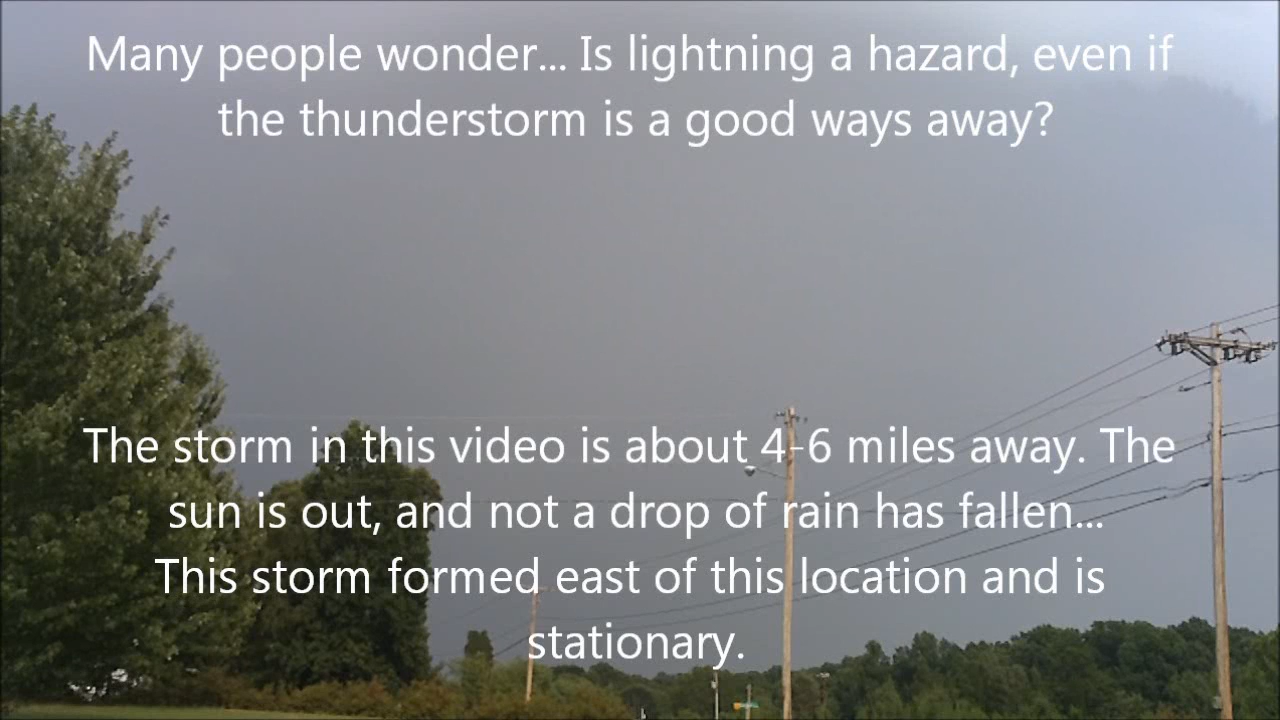 Many people wonder... Is lightning a hazard, even if
the thunderstorm is a good ways away?
The storm in this video is about 4-6 miles away. The
sun is out, and not a drop of rain has fallen...
This storm formed east of this location and is
stationary.